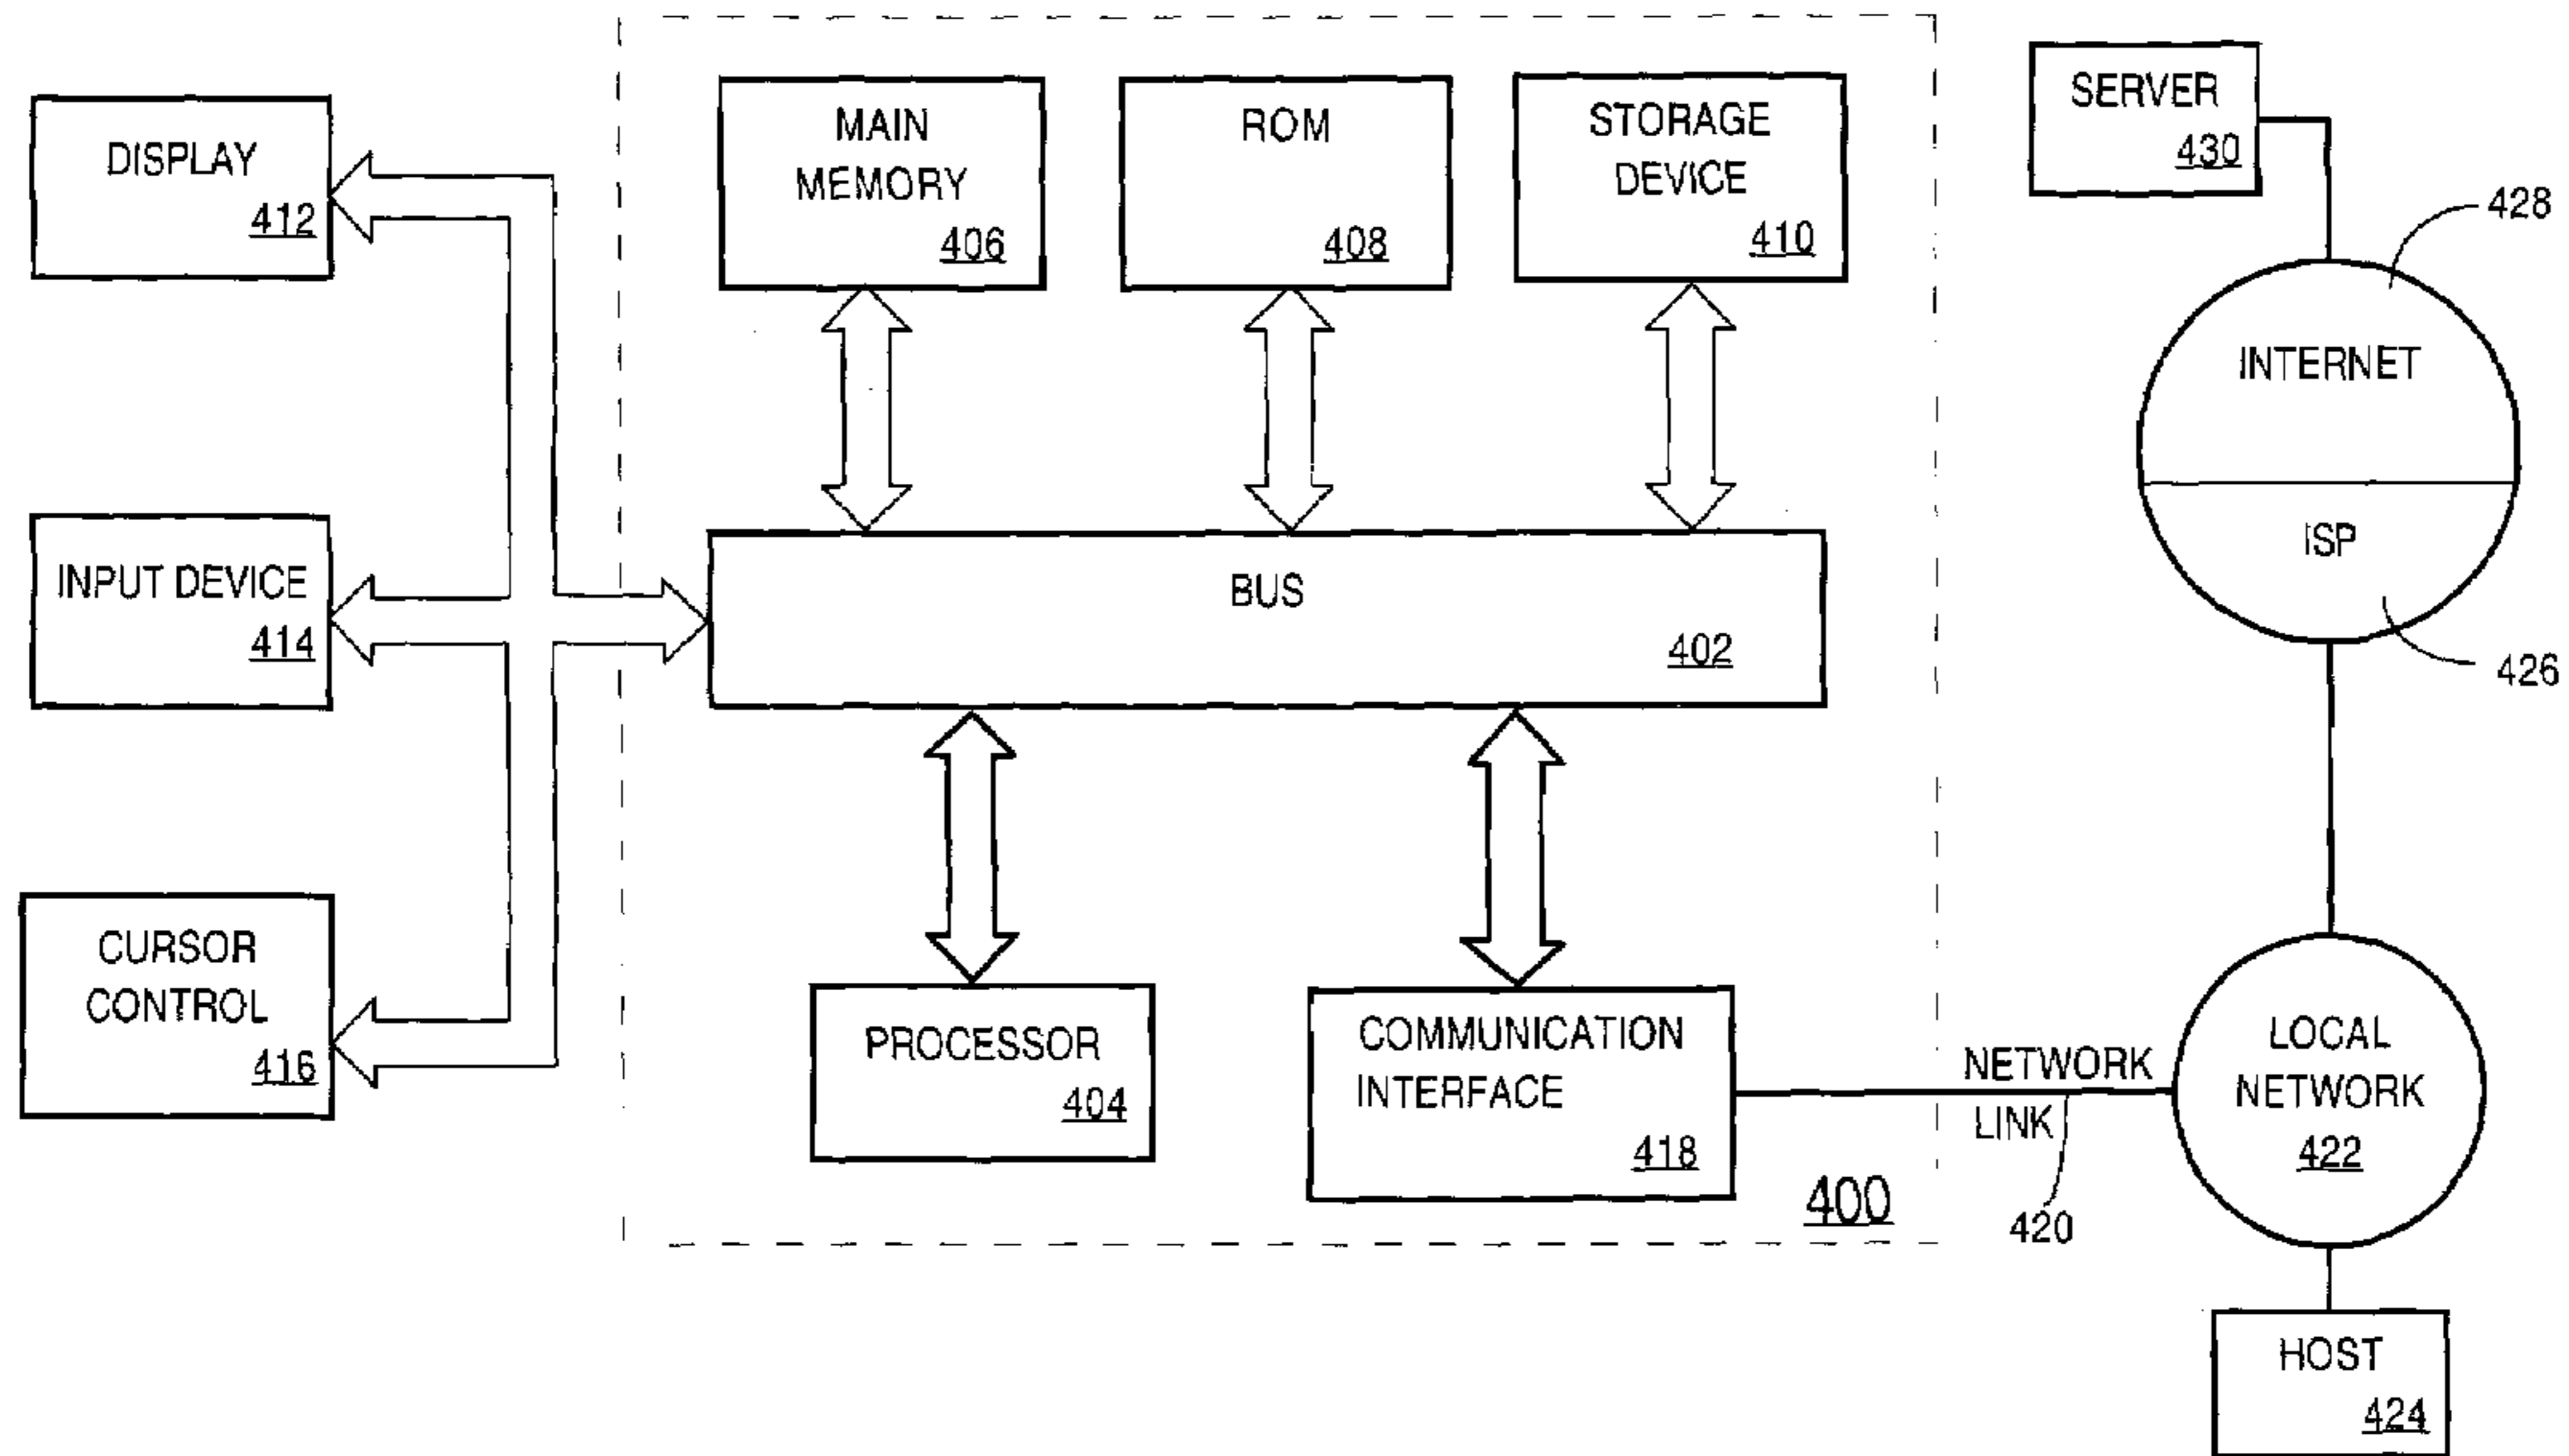 DISPLAY
412
INPUT DEVICE
414
CURSOR
CONTROL
416
MAIN
MEMORY
406
ROM
408
STORAGE
DEVICE
410
BUS
402
PROCESSOR
404
COMMUNICATION
INTERFACE
418
400
SERVER
430
428
INTERNET
ISP
426
NETWORK
LINK
420
LOCAL
NETWORK
422
HOST
424